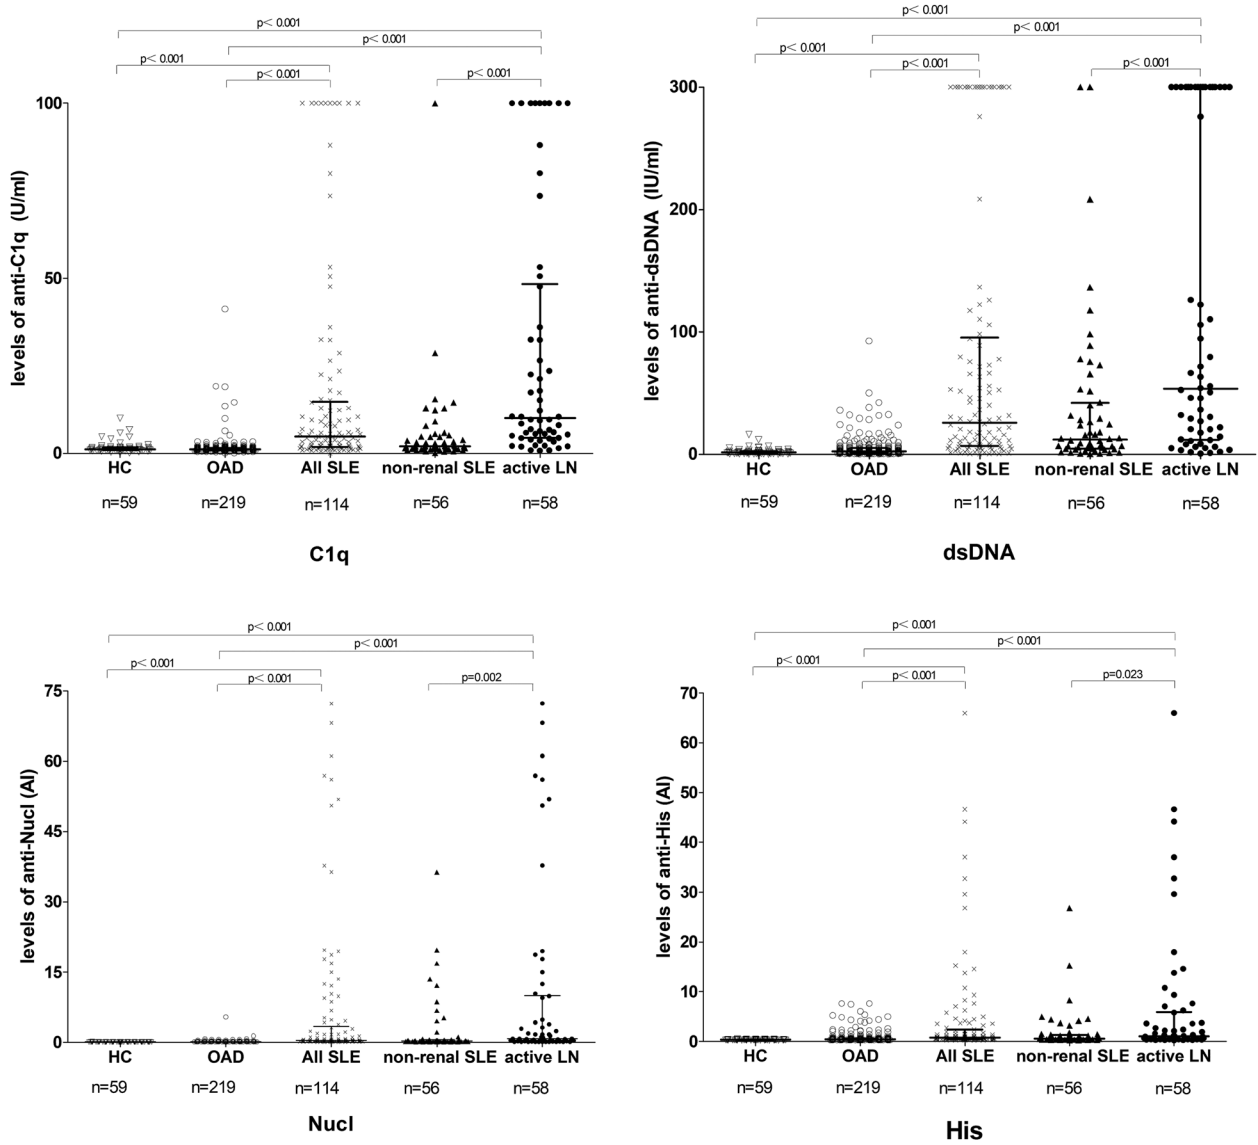 p< 0.001
p< 0.001
p< 0.001
p< 0.001 p< 0.001
levels of anti-C1q (U/ml)
100
50
0
HC OAD All SLE non-renal SLE active LN
n=59 n=219 n=114 n=56 n=58
C1q
p< 0.001
p< 0.001
p< 0.001
p< 0.001 p< 0.001
levels of anti-dsDNA (IU/ml)
300
200
100
0
HC OAD All SLE non-renal SLE active LN
n=59 n=219 n=114 n=56 n=58
dsDNA
p< 0.001
p< 0.001
p< 0.001
p< 0.001 p=0.002
levels of anti-Nucl (AI)
75
60
45
30
15
0
HC OAD All SLE non-renal SLE active LN
n=59 n=219 n=114 n=56 n=58
Nucl
p< 0.001
p< 0.001
p< 0.001
p< 0.001 p=0.023
levels of anti-His (AI)
70
60
50
40
30
20
10
0
HC OAD All SLE non-renal SLE active LN
n=59 n=219 n=114 n=56 n=58
His